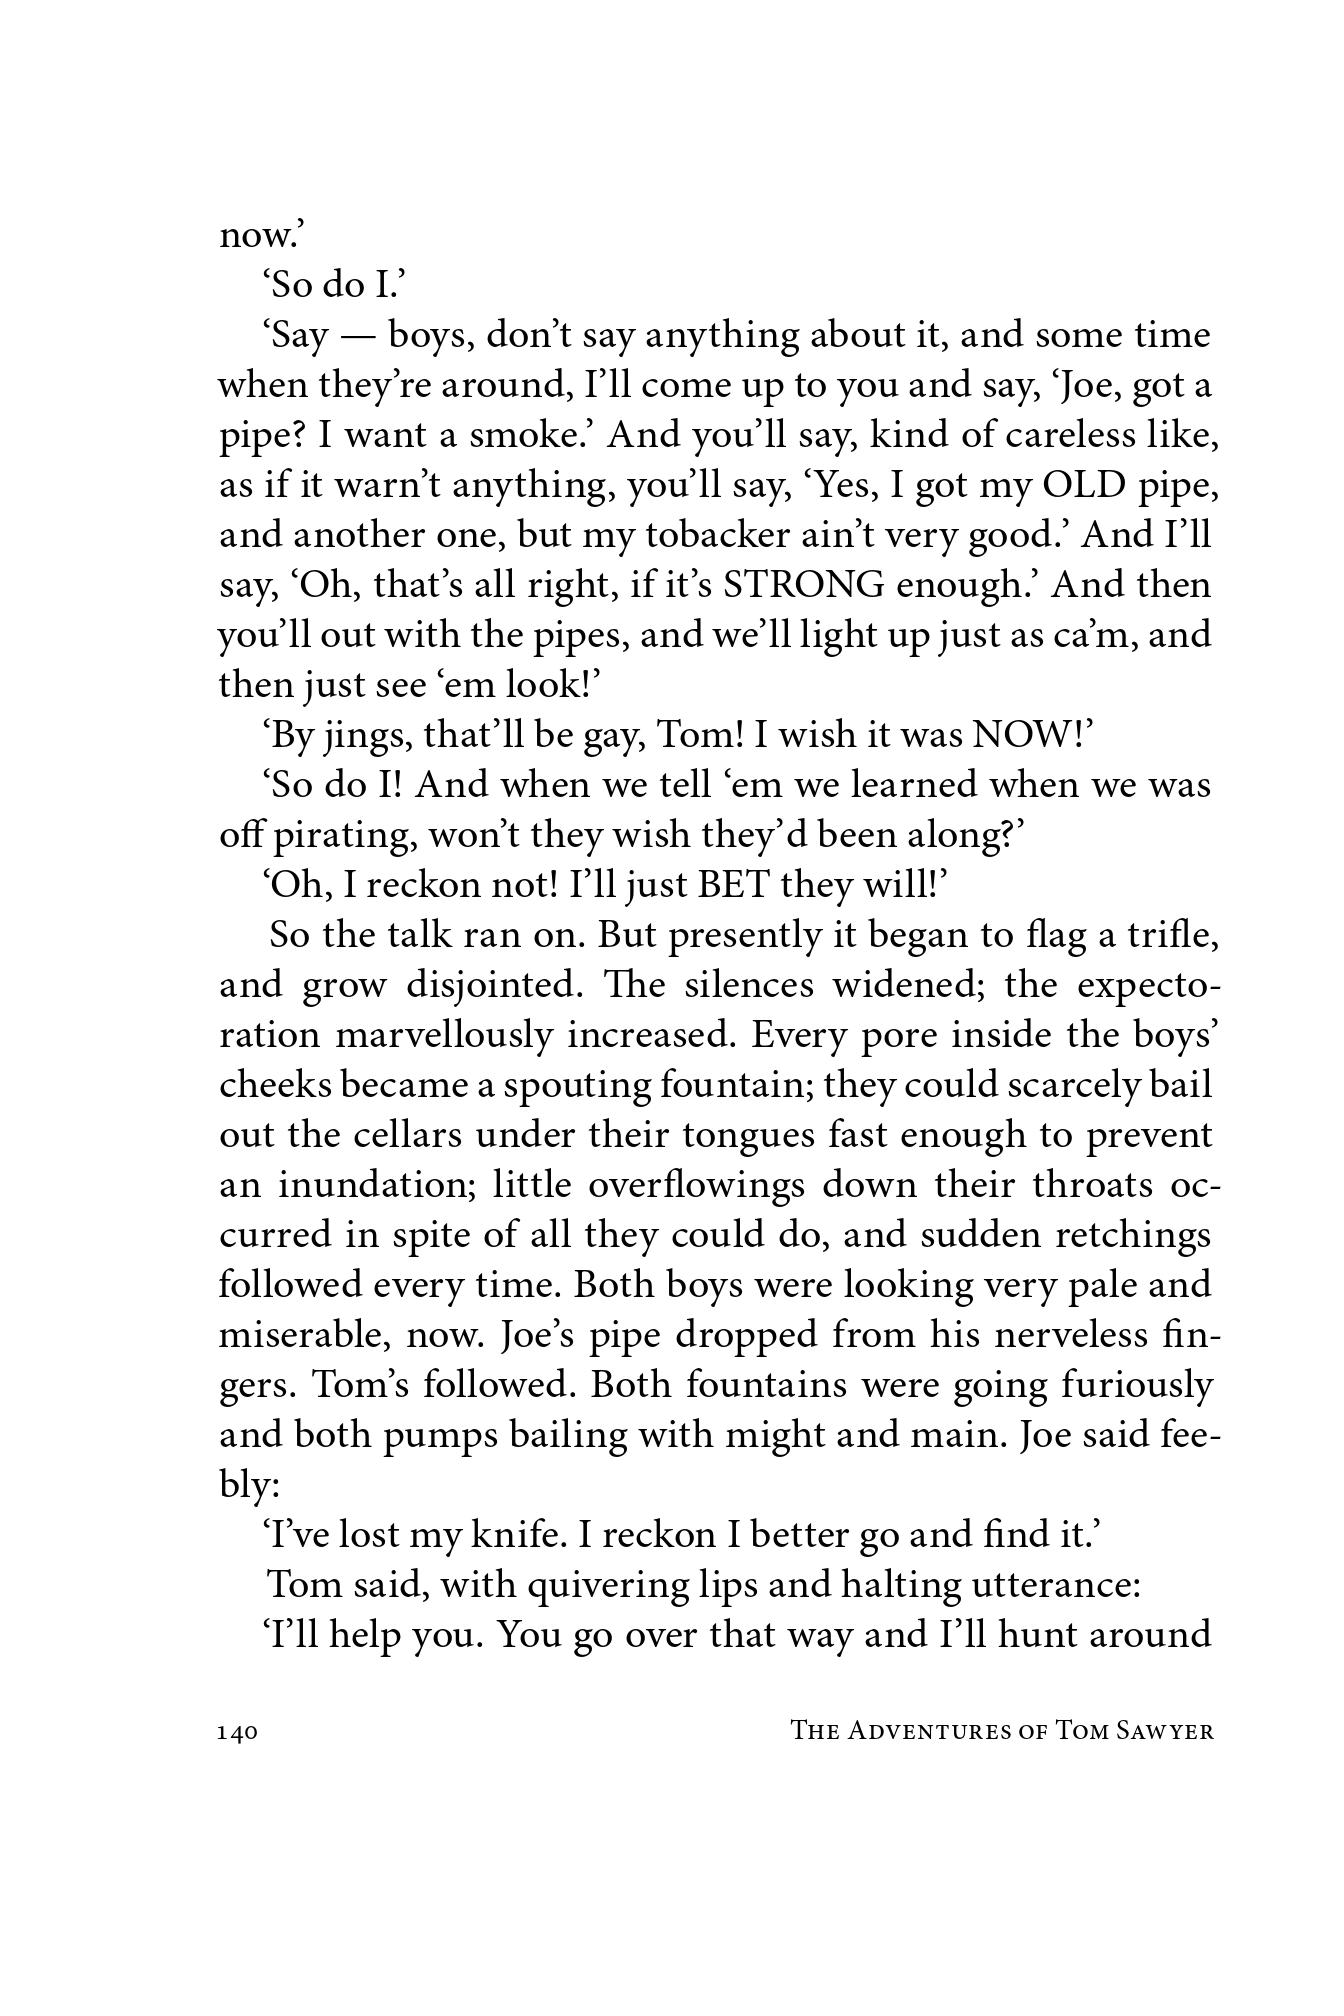 now.’
‘So do I.’
‘Say — boys, don’t say anything about it, and some time
when they’re around, I’ll come up to you and say, ‘Joe, got a
pipe? I want a smoke.’ And you’ll say, kind of careless like,
as if it warn’t anything, you’ll say, ‘Yes, I got my OLD pipe,
and another one, but my tobacker ain’t very good.’ And I’ll
say, ‘Oh, that’s all right, if it’s STRONG enough.’ And then
you’ll out with the pipes, and we’ll light up just as ca’m, and
then just see ‘em look!’
‘By jings, that’ll be gay, Tom! I wish it was NOW!’
‘So do I! And when we tell ‘em we learned when we was
off pirating, won’t they wish they’d been along?’
‘Oh, I reckon not! I’ll just BET they will!’
So the talk ran on. But presently it began to flag a trifle,
and grow disjointed. The silences widened; the expecto-
ration marvellously increased. Every pore inside the boys’
cheeks became a spouting fountain; they could scarcely bail
out the cellars under their tongues fast enough to prevent
an inundation; little overflowings down their throats oc-
curred in spite of all they could do, and sudden retchings
followed every time. Both boys were looking very pale and
miserable, now. Joe’s pipe dropped from his nerveless fin-
gers. Tom’s followed. Both fountains were going furiously
and both pumps bailing with might and main. Joe said fee-
bly:
‘I’ve lost my knife. I reckon I better go and find it.’
Tom said, with quivering lips and halting utterance:
‘I’ll help you. You go over that way and I’ll hunt around
140 The Adventures of Tom Sawyer